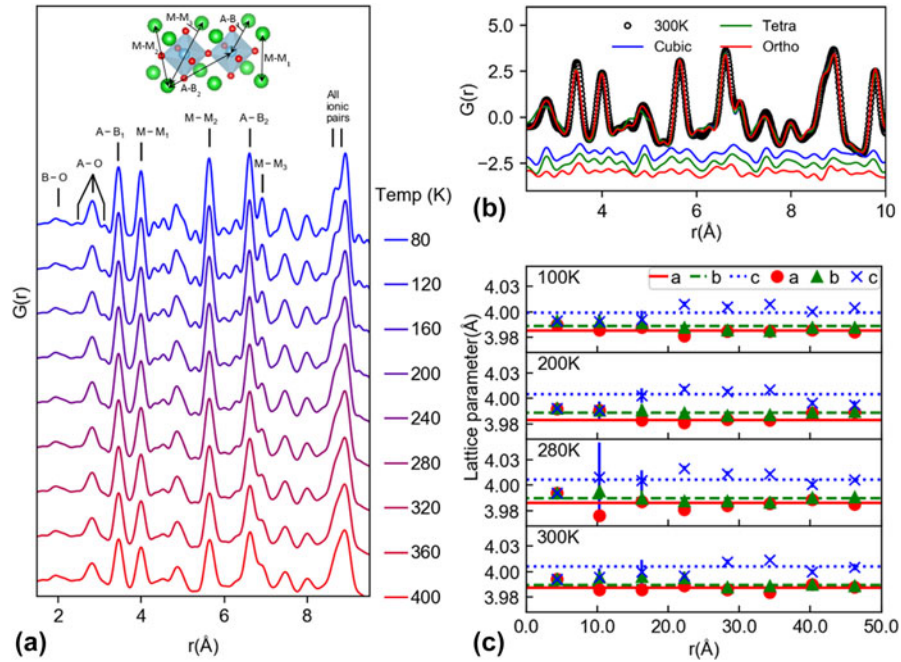 M-M3
A-B1
M-M2
M-M1
A-B2
All
ionic
pairs
A−B1
M−M1
M−M2
A−B2
M−M3
B−O
A−O
Temp (K)
80
120
160
200
240
280
320
360
400
G(r)
2 4 6 8
r(Å)
(a)
300K
Cubic
Tetra
Ortho
G(r)
5.0
2.5
0.0
−2.5
4 6 8 10
r(Å)
(b)
100K
a b c a b c
4.03
4.00
3.98
200K
4.03
4.00
3.98
280K
4.03
4.00
3.98
300K
4.03
4.00
3.98
Lattice parameter(Å)
0.0 10.0 20.0 30.0 40.0 50.0
r(Å)
(c)